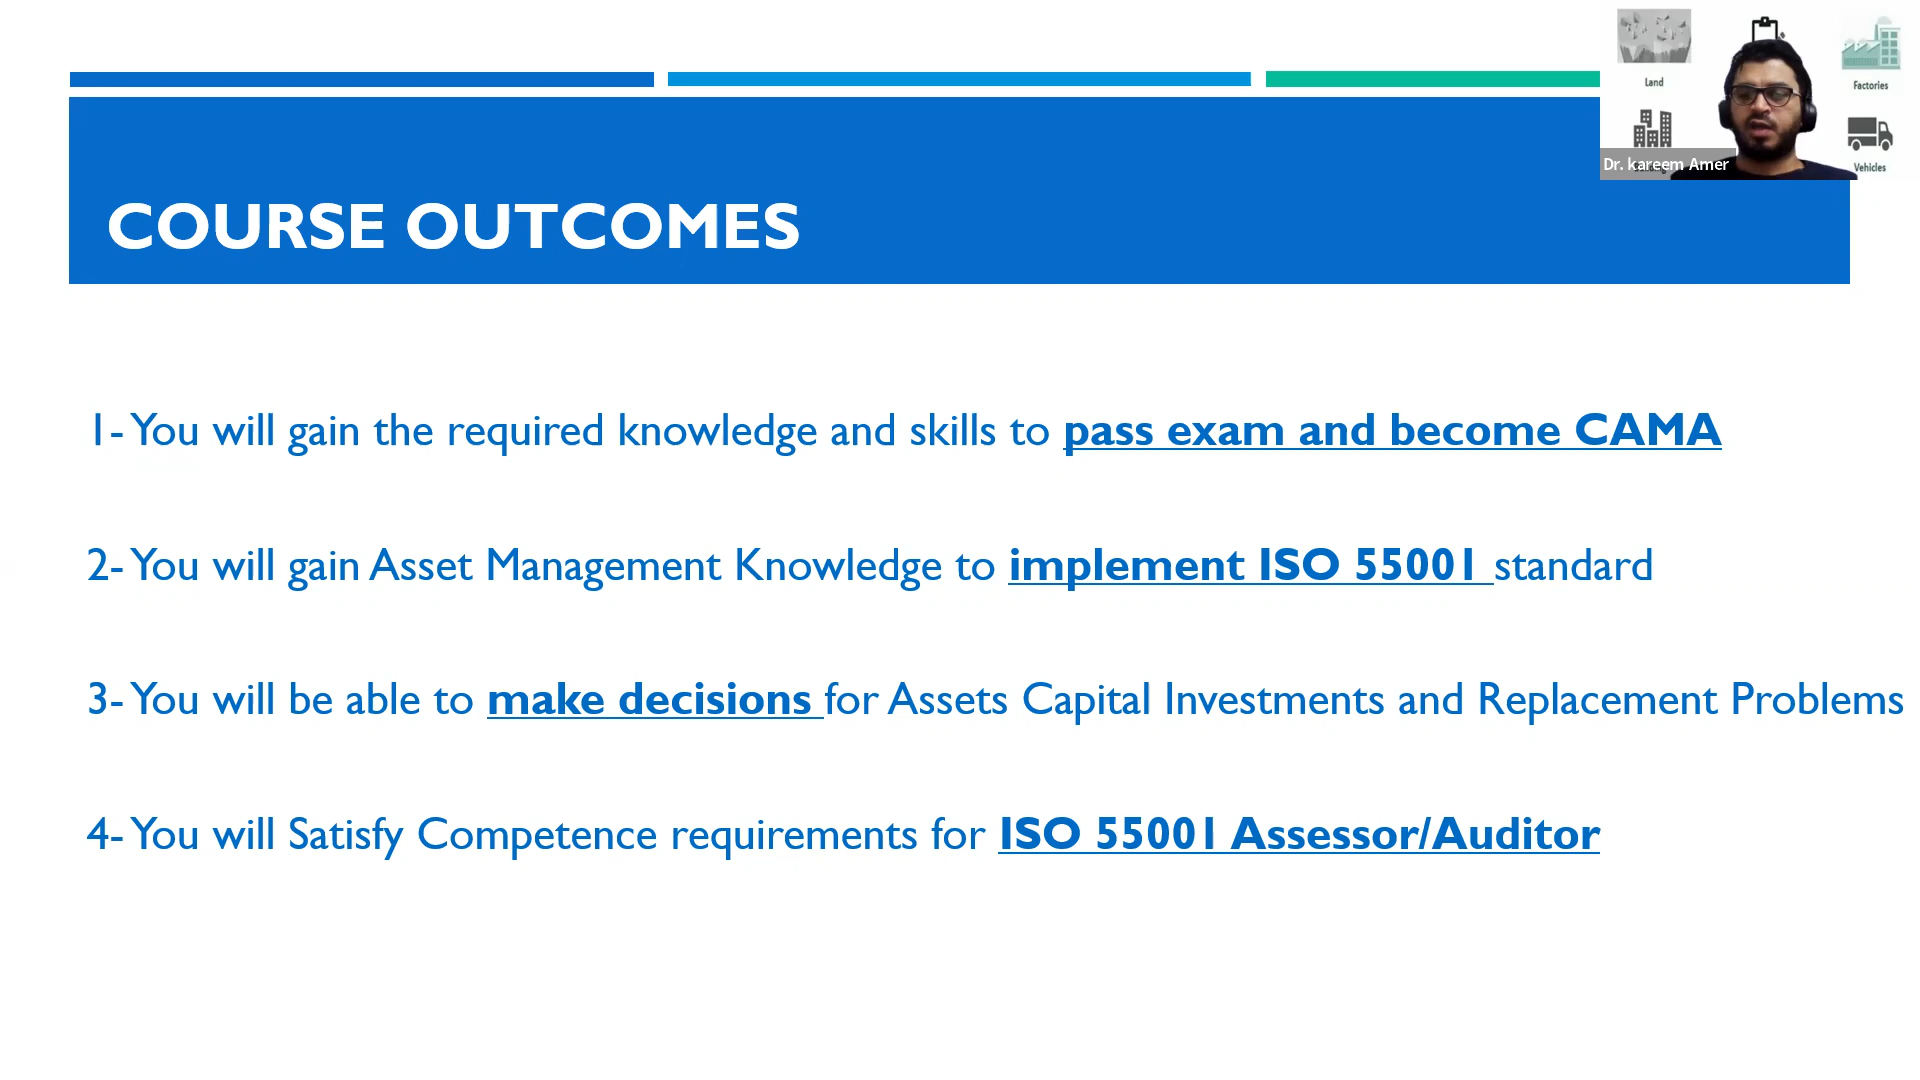 Land
Factories
Dr. kareem Amer
Vehicles
COURSE OUTCOMES
1- You will gain the required knowledge and skills to pass exam and become CAMA
2- You will gain Asset Management Knowledge to implement ISO 55001 standard
3- You will be able to make decisions for Assets Capital Investments and Replacement Problems
4- You will Satisfy Competence requirements for ISO 55001 Assessor/Auditor